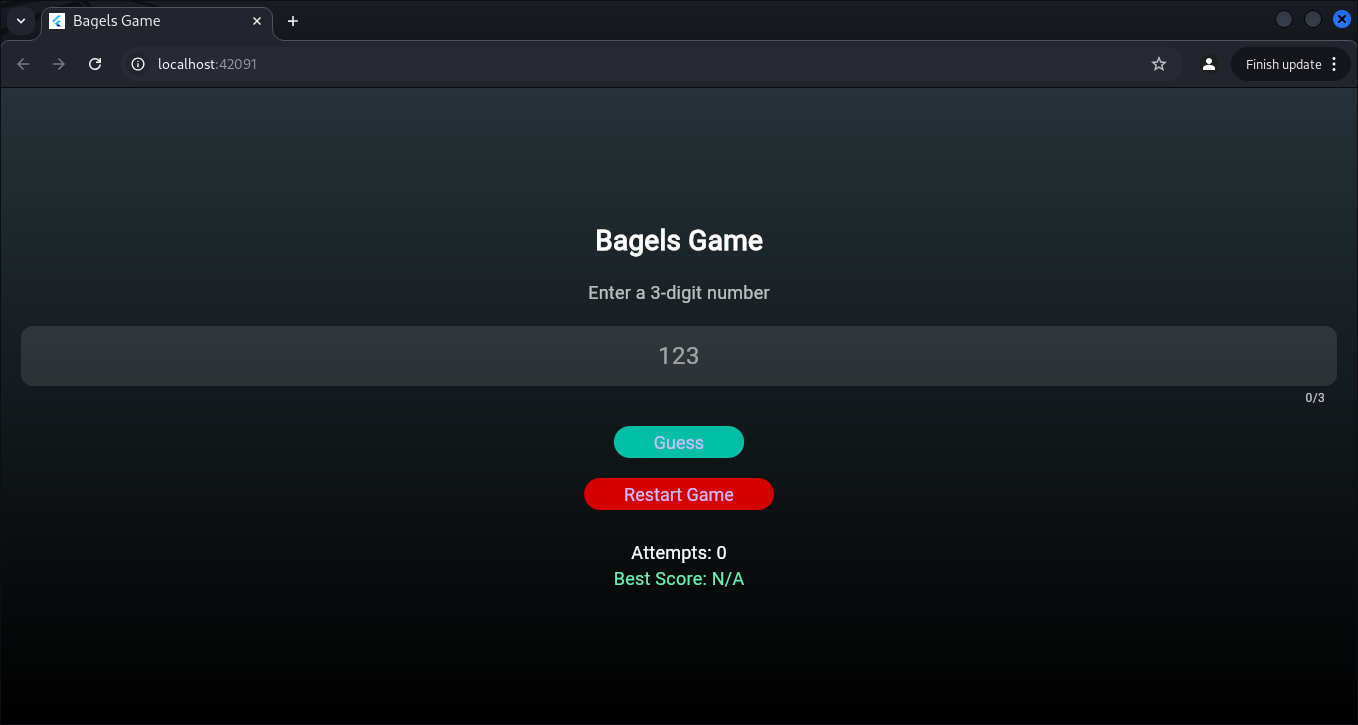 Bagels Game
localhost:42091
Finish update
Bagels Game
Enter a 3-digit number
123
0/3
Guess
Restart Game
Attempts: 0
Best Score: N/A